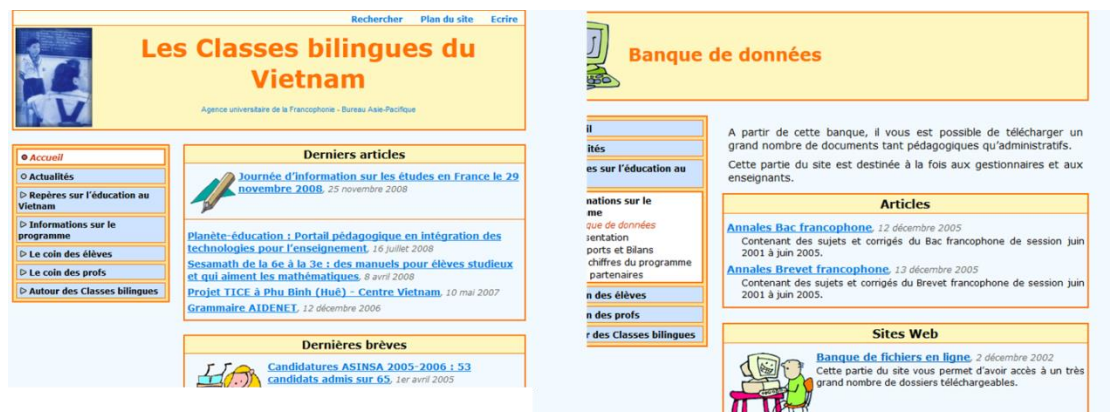 Rechercher Plan du site Ecrire
Les Classes bilingues du
Vietnam
Agence universitaire de la Francophonie - Bureau Asie-Pacifique
Accueil
Actualités
Repères sur l'éducation au
Vietnam
Informations sur le
programme
Le coin des élèves
Le coin des profs
Autour des Classes bilingues
Derniers articles
Journée d'information sur les études en France le 29
novembre 2008, 25 novembre 2008
Planète-éducation : Portail pédagogique en intégration des
technologies pour l'enseignement, 16 juillet 2008
Sesamath de la 6e à la 3e : des manuels pour élèves studieux
et qui aiment les mathématiques, 8 avril 2008
Projet TICE à Phu Binh (Huê) - Centre Vietnam, 10 mai 2007
Grammaire AIDENET, 12 décembre 2006
Dernières brèves
Candidatures ASINSA 2005-2006 : 53
candidats admis sur 65, 1er avril 2005
Banque de données
il
ités
es sur l'éducation au
mations sur le
me
que de données
sentation
ports et Bilans
chiffres du programme
partenaires
n des élèves
n des profs
r des Classes bilingues
A partir de cette banque, il vous est possible de télécharger un
grand nombre de documents tant pédagogiques qu'administratifs.
Cette partie du site est destinée à la fois aux gestionnaires et aux
enseignants.
Articles
Annales Bac francophone, 12 décembre 2005
Contenant des sujets et corrigés du Bac francophone de session juin
2001 à juin 2005.
Annales Brevet francophone, 13 décembre 2005
Contenant des sujets et corrigés du Brevet francophone de session juin
2001 à juin 2005.
Sites Web
Banque de fichiers en ligne, 2 décembre 2002
Cette partie du site vous permet d'avoir accès à un très
grand nombre de dossiers téléchargeables.